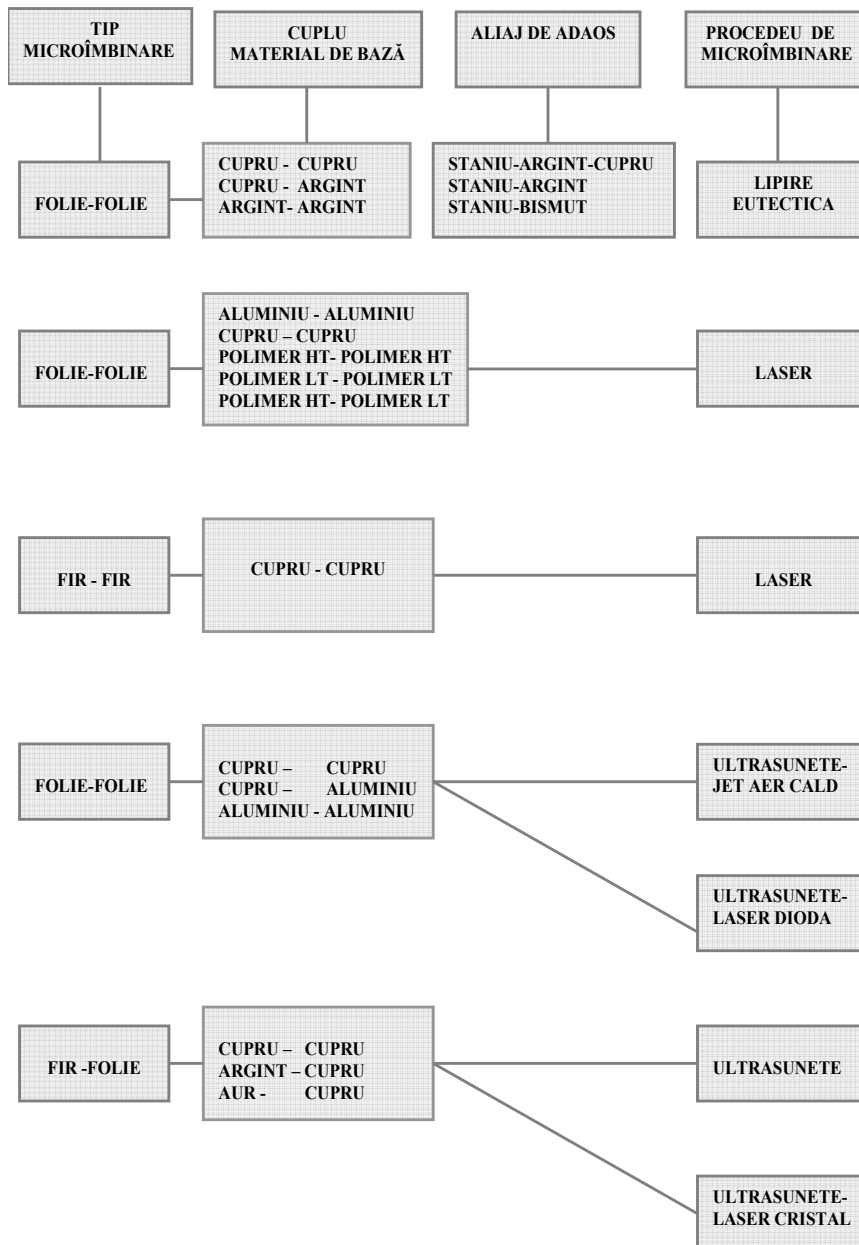 TIP
MICROÎMBINARE
CUPLU
MATERIAL DE BAZĂ
ALIAJ DE ADAOS
PROCEDEU DE
MICROÎMBINARE
FOLIE-FOLIE
CUPRU - CUPRU
CUPRU - ARGINT
ARGINT- ARGINT
STANIU-ARGINT-CUPRU
STANIU-ARGINT
STANIU-BISMUT
LIPIRE
EUTECTICA
FOLIE-FOLIE
ALUMINIU - ALUMINIU
CUPRU – CUPRU
POLIMER HT- POLIMER HT
POLIMER LT - POLIMER LT
POLIMER HT- POLIMER LT
LASER
FIR - FIR
CUPRU - CUPRU
LASER
FOLIE-FOLIE
CUPRU – CUPRU
CUPRU – ALUMINIU
ALUMINIU - ALUMINIU
ULTRASUNETE-
JET AER CALD
ULTRASUNETE-
LASER DIODA
FIR -FOLIE
CUPRU – CUPRU
ARGINT – CUPRU
AUR - CUPRU
ULTRASUNETE
ULTRASUNETE-
LASER CRISTAL